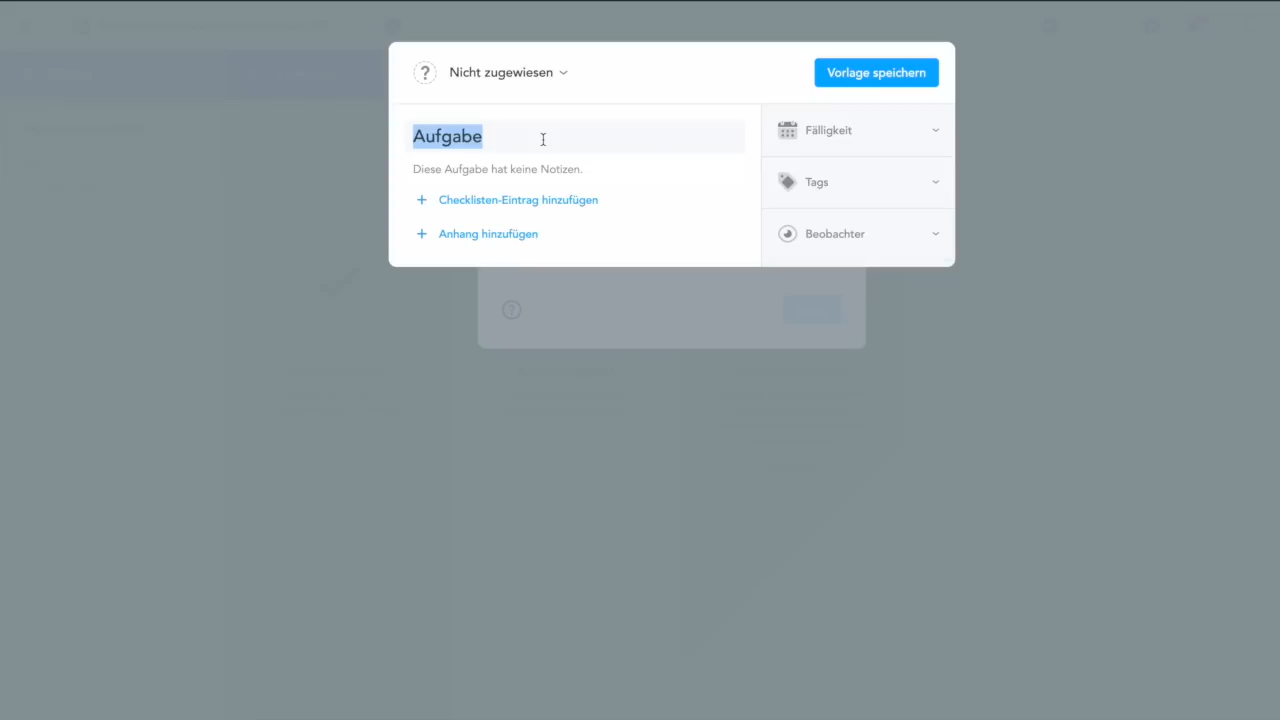 ? Nicht zugewiesen
Vorlage speichern
Aufgabe
Diese Aufgabe hat keine Notizen.
+ Checklisten-Eintrag hinzufügen
+ Anhang hinzufügen
Fälligkeit
Tags
Beobachter
?